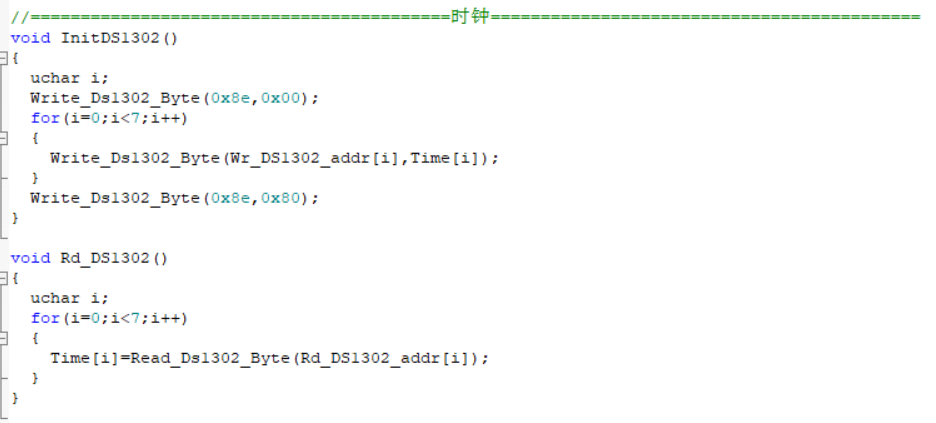 //==========================================时钟===========================================
void InitDS1302()
{
  uchar i;
  Write_Ds1302_Byte(0x8e,0x00);
  for(i=0;i<7;i++)
  {
    Write_Ds1302_Byte(Wr_DS1302_addr[i],Time[i]);
  }
  Write_Ds1302_Byte(0x8e,0x80);
}

void Rd_DS1302()
{
  uchar i;
  for(i=0;i<7;i++)
  {
    Time[i]=Read_Ds1302_Byte(Rd_DS1302_addr[i]);
  }
}